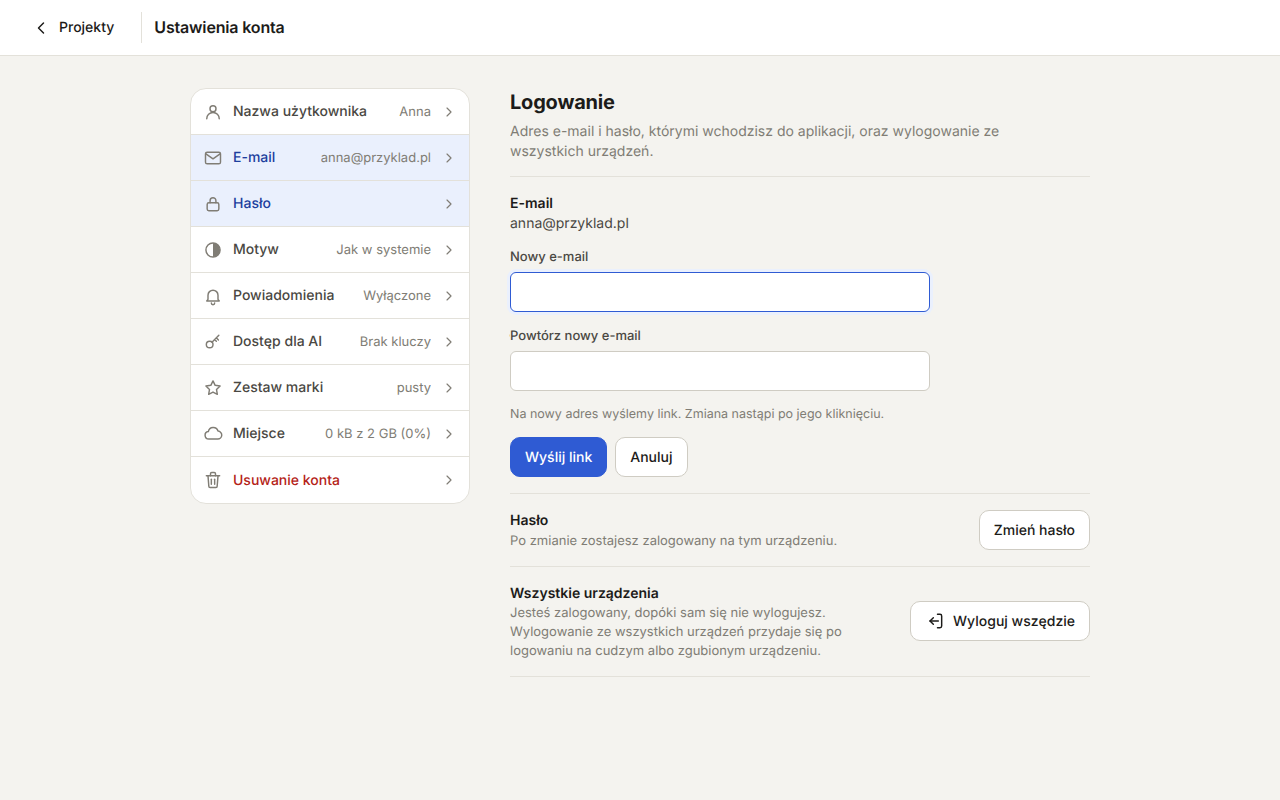 Projekty
Ustawienia konta
Nazwa użytkownika
Anna
E-mail
anna@przyklad.pl
Hasło
Motyw
Jak w systemie
Powiadomienia
Wyłączone
Dostęp dla AI
Brak kluczy
Zestaw marki
pusty
Miejsce
0 kB z 2 GB (0%)
Usuwanie konta
Logowanie
Adres e-mail i hasło, którymi wchodzisz do aplikacji, oraz wylogowanie ze
wszystkich urządzeń.
E-mail
anna@przyklad.pl
Nowy e-mail
Powtórz nowy e-mail
Na nowy adres wyślemy link. Zmiana nastąpi po jego kliknięciu.
Wyślij link
Anuluj
Hasło
Po zmianie zostajesz zalogowany na tym urządzeniu.
Zmień hasło
Wszystkie urządzenia
Jesteś zalogowany, dopóki sam się nie wylogujesz.
Wylogowanie ze wszystkich urządzeń przydaje się po
logowaniu na cudzym albo zgubionym urządzeniu.
Wyloguj wszędzie